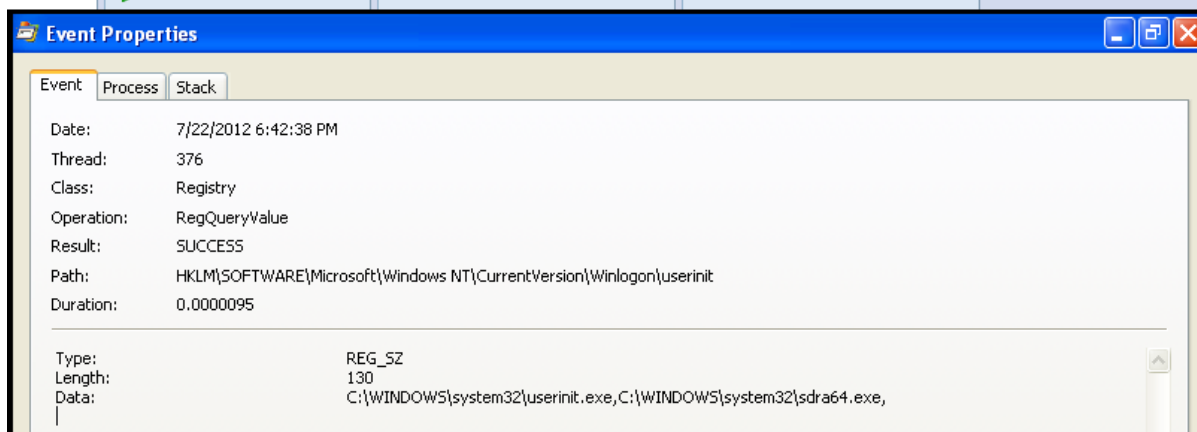 Event Properties
Event Process Stack
Date: 7/22/2012 6:42:38 PM
Thread: 376
Class: Registry
Operation: RegQueryValue
Result: SUCCESS
Path: HKLM\SOFTWARE\Microsoft\Windows NT\CurrentVersion\Winlogon\userinit
Duration: 0.0000095
Type: REG_SZ
Length: 130
Data: C:\WINDOWS\system32\userinit.exe,C:\WINDOWS\system32\sdra64.exe,